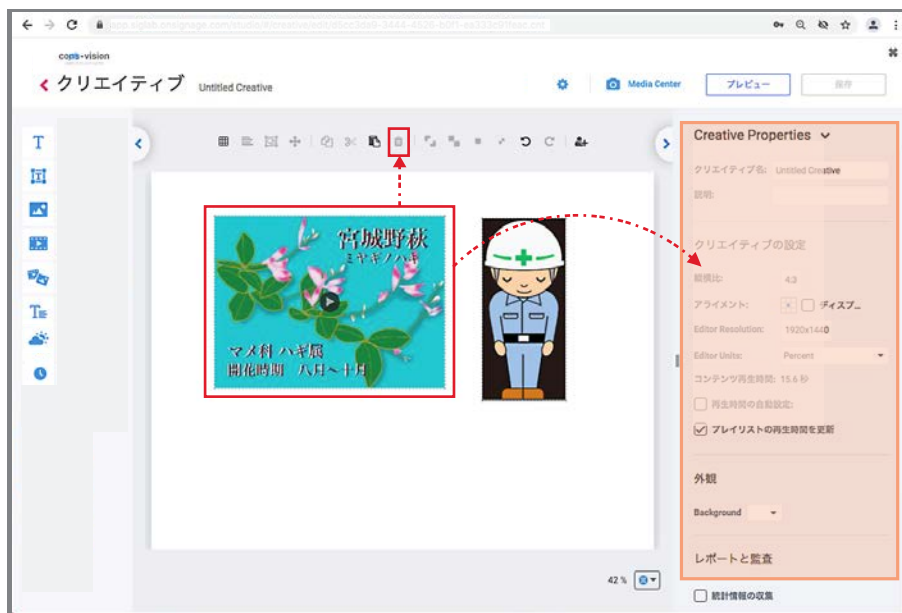 cops-vision
クリエイティブ Untitled Creative
Media Center
プレビュー
保存
Creative Properties
クリエイティブ名: Untitled Creative
説明:
クリエイティブの設定
縦横比: 4:3
アライメント: ディスプ...
Editor Resolution: 1920x1440
Editor Units: Percent
コンテンツ再生時間: 15.6 秒
再生時間の自動設定:
プレイリストの再生時間を更新
外観
Background
レポートと監査
統計情報の収集
宮城野萩
ミヤギノハギ
マメ科 ハギ属
開花時期 八月～十月
42 %